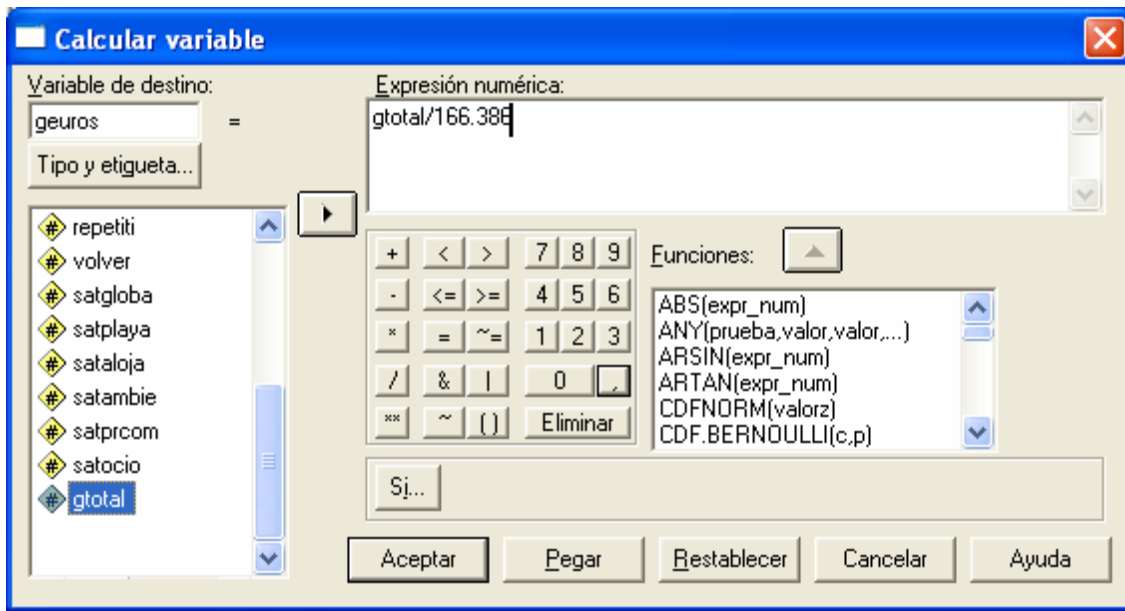 Calcular variable
Variable de destino:
geuros
=
Tipo y etiqueta...
Expresión numérica:
gtotal/166.386
repetiti
volver
satgloba
satplaya
sataloja
satambie
satprcom
satocio
gtotal
+ < > 7 8 9
- <= >= 4 5 6
* = ~= 1 2 3
/ & | 0 ,
** ~ () Eliminar
Funciones:
ABS(expr_num)
ANY(prueba,valor,valor,...)
ARSIN(expr_num)
ARTAN(expr_num)
CDFNORM(valorz)
CDF.BERNOULLI(c,p)
Si...
Aceptar Pegar Restablecer Cancelar Ayuda